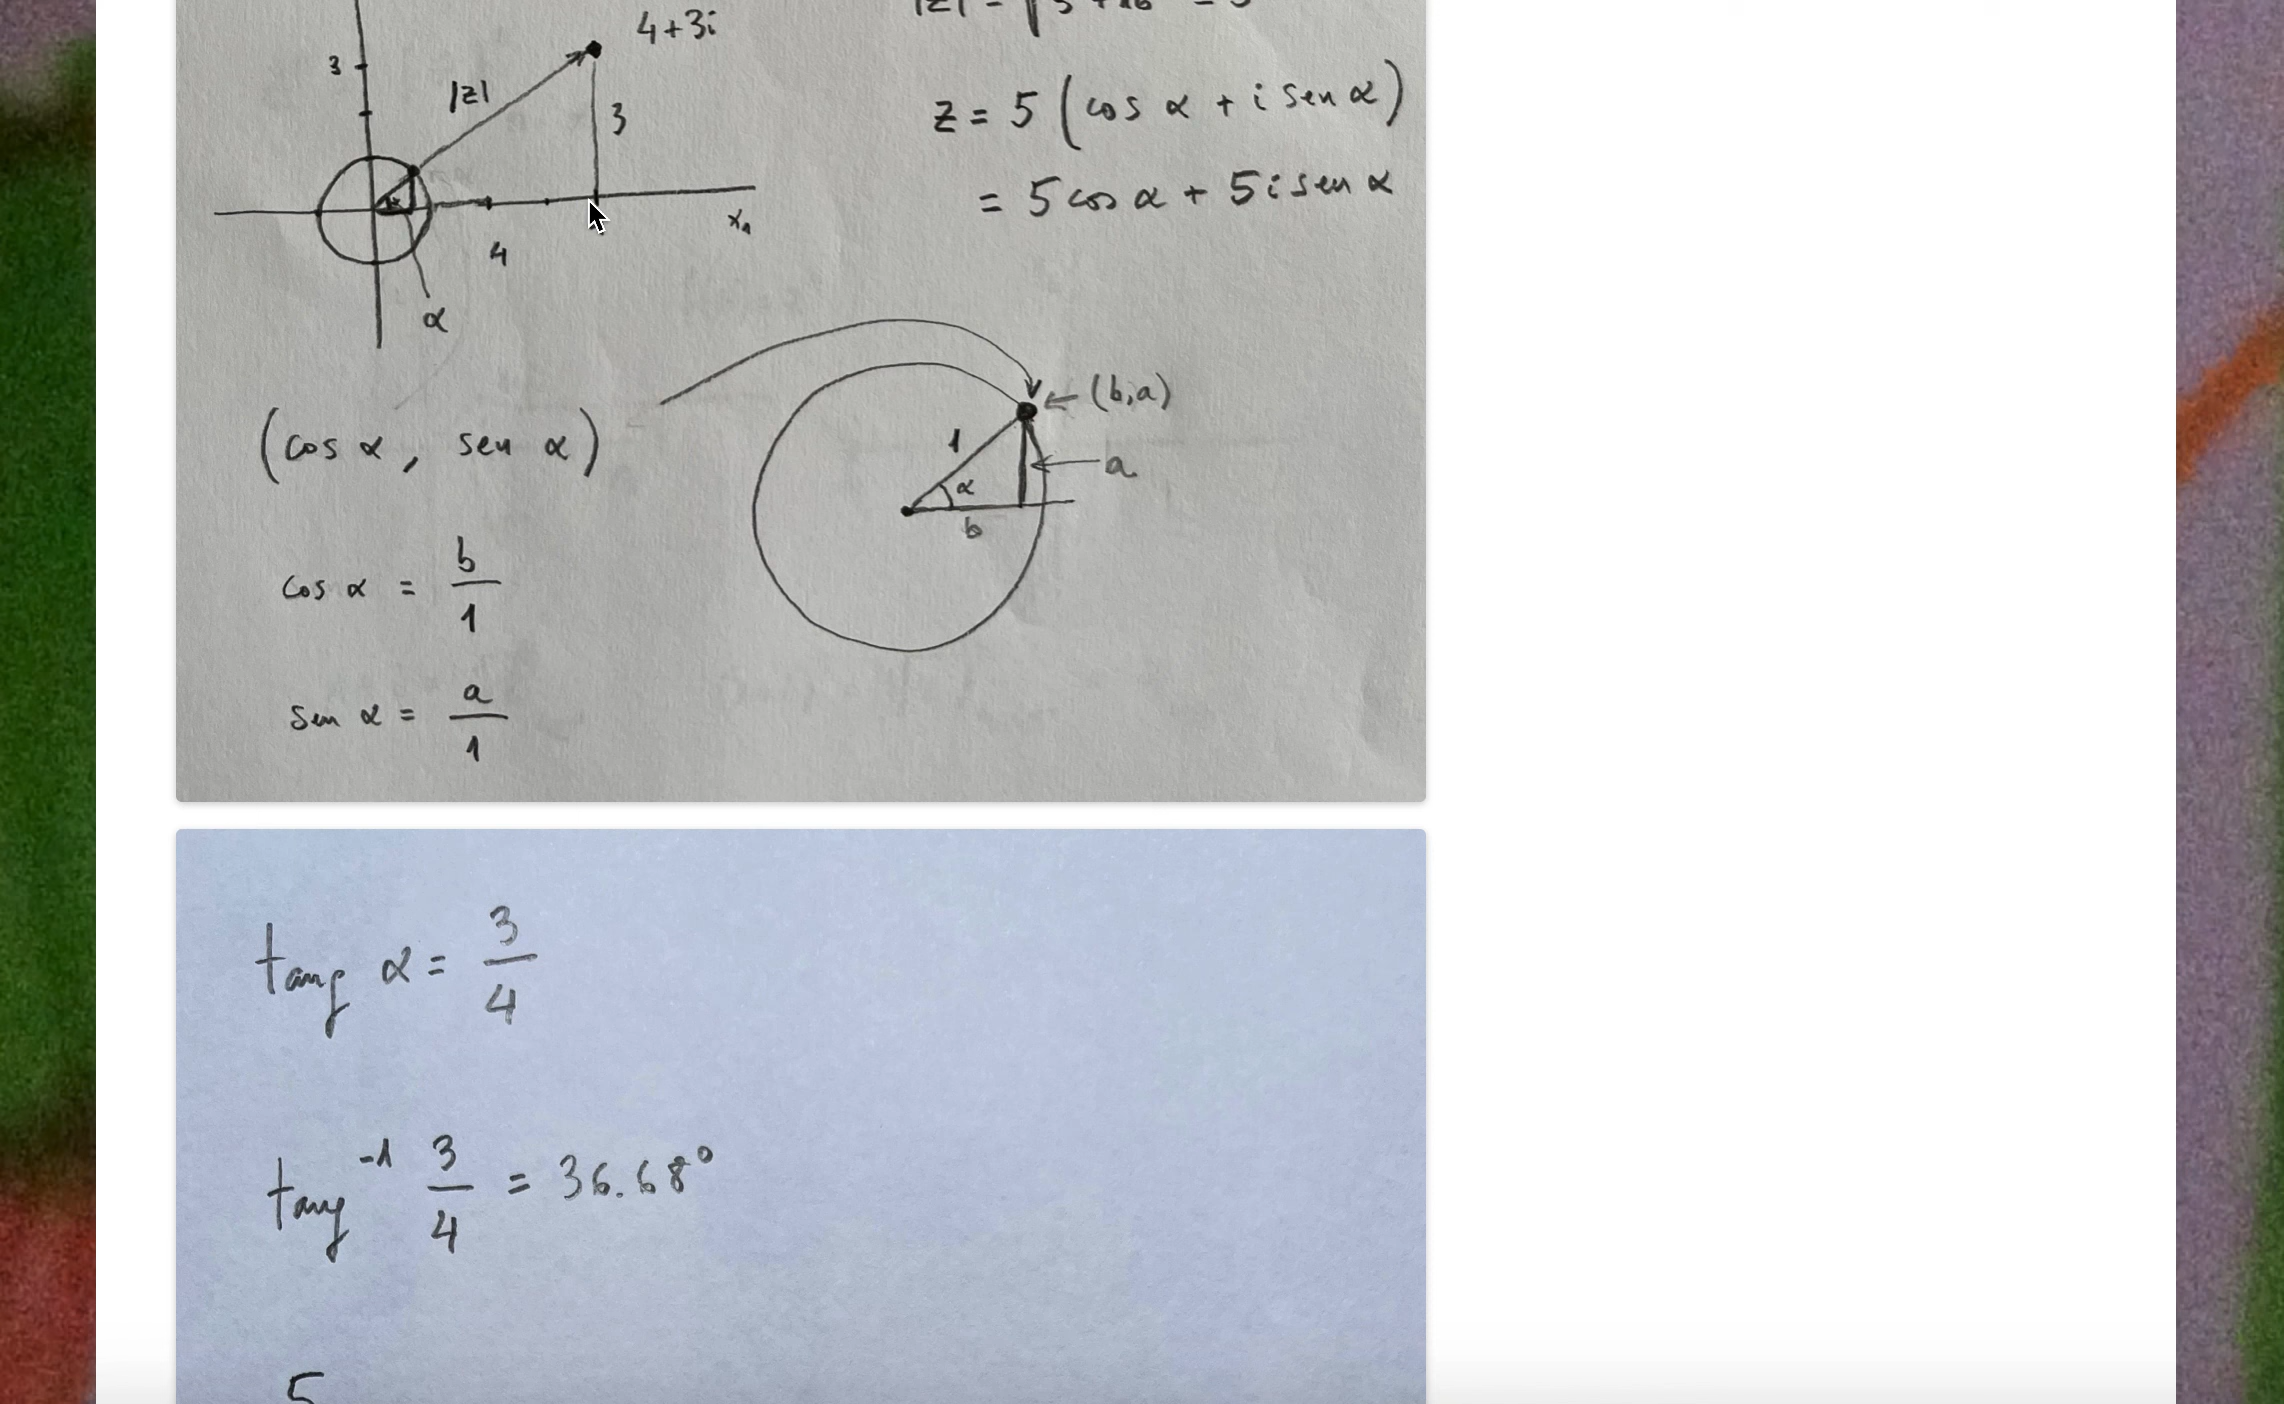 4+3i
3
|z|
3
z = 5 (cos α + i sen α)
= 5 cos α + 5 i sen α
x₁
4
α
(cos α, sen α)
← (b,a)
1
α
← a
b
cos α = b/1
sen α = a/1
tang α = 3/4
tang⁻¹ 3/4 = 36.68°
5